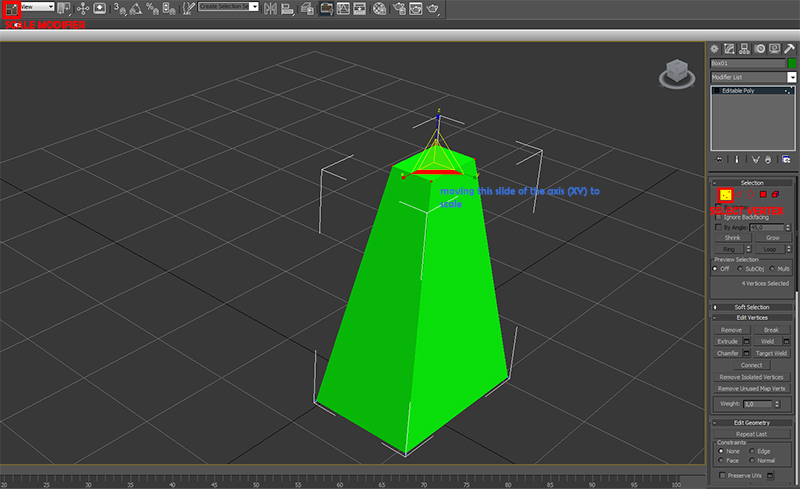 View
3
Create Selection Se
SCALE MODIFIER
Box01
Modifier List
Editable Poly
z
moving this slide of the axis (XY) to
scale
Selection
SELECT VERTEX
Ignore Backfacing
By Angle: 45,0
Shrink Grow
Ring Loop
Preview Selection
Off SubObj Multi
4 Vertices Selected
Soft Selection
Edit Vertices
Remove Break
Extrude Weld
Chamfer Target Weld
Connect
Remove Isolated Vertices
Remove Unused Map Verts
Weight: 1,0
Edit Geometry
Repeat Last
Constraints
None Edge
Face Normal
Preserve UVs
20 25 30 35 40 45 50 55 60 65 70 75 80 85 90 95 100